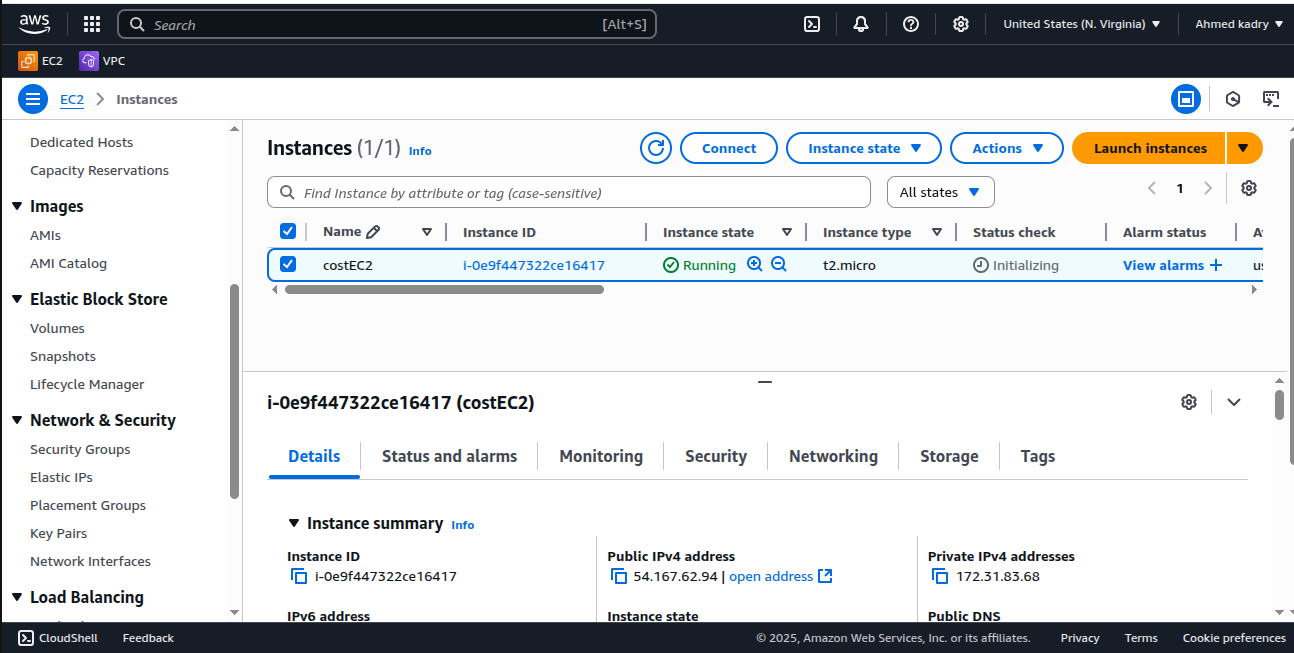 aws
Search [Alt+S] United States (N. Virginia) Ahmed kadry
EC2 VPC
EC2 Instances
Dedicated Hosts
Capacity Reservations
Images
AMIs
AMI Catalog
Elastic Block Store
Volumes
Snapshots
Lifecycle Manager
Network & Security
Security Groups
Elastic IPs
Placement Groups
Key Pairs
Network Interfaces
Load Balancing
Instances (1/1) Info Connect Instance state Actions Launch instances
Find Instance by attribute or tag (case-sensitive) All states 1
Name Instance ID Instance state Instance type Status check Alarm status
costEC2 i-0e9f447322ce16417 Running t2.micro Initializing View alarms +
i-0e9f447322ce16417 (costEC2)
Details Status and alarms Monitoring Security Networking Storage Tags
Instance summary Info
Instance ID Public IPv4 address Private IPv4 addresses
i-0e9f447322ce16417 54.167.62.94 | open address 172.31.83.68
IPv6 address Instance state Public DNS
CloudShell Feedback © 2025, Amazon Web Services, Inc. or its affiliates. Privacy Terms Cookie preferences